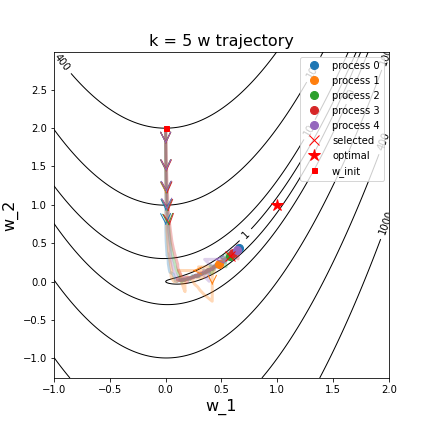 k = 5 w trajectory
400
process 0
process 1
process 2
process 3
process 4
selected
optimal
w_init
400
1000
1
w_2
2.5
2.0
1.5
1.0
0.5
0.0
−0.5
−1.0
−1.0
−0.5
0.0
0.5
1.0
1.5
2.0
w_1